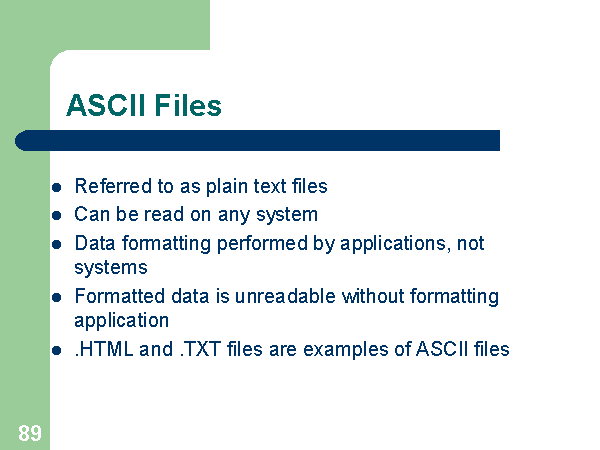 ASCII Files
Referred to as plain text files
Can be read on any system
Data formatting performed by applications, not
systems
Formatted data is unreadable without formatting
application
.HTML and .TXT files are examples of ASCII files
89